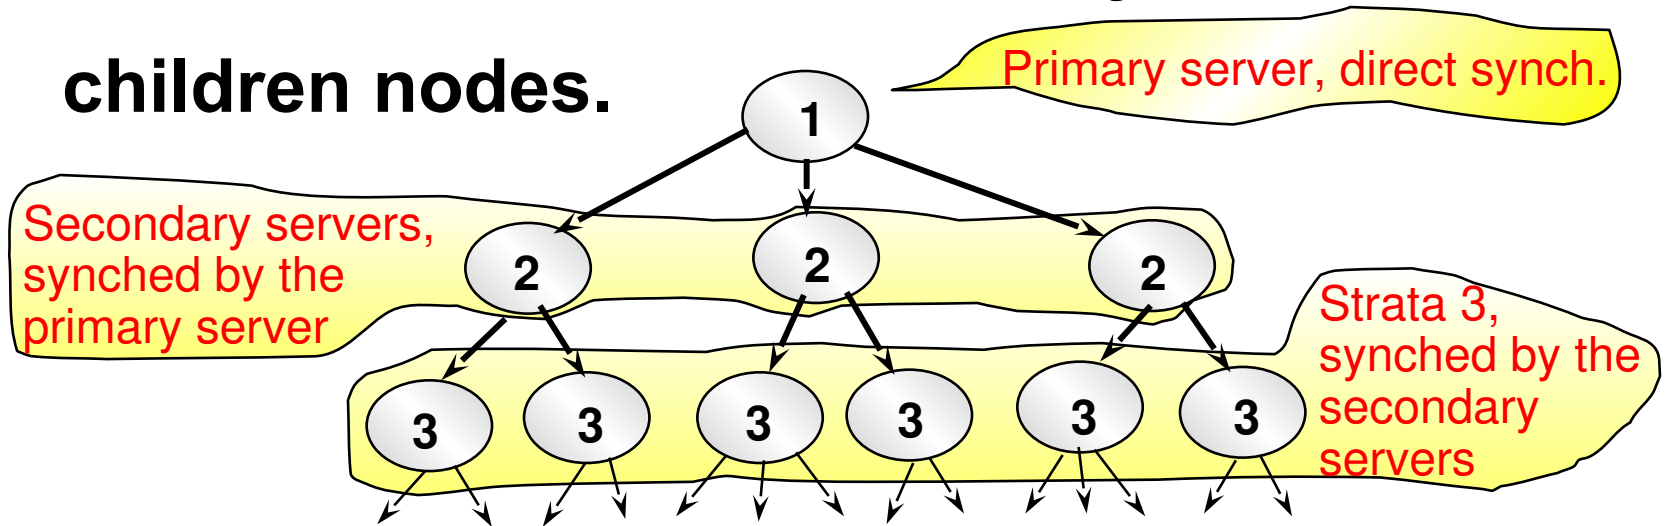 children nodes.
Primary server, direct synch.
1
Secondary servers,
synched by the
primary server
2
2
2
Strata 3,
synched by the
secondary
servers
3
3
3
3
3
3